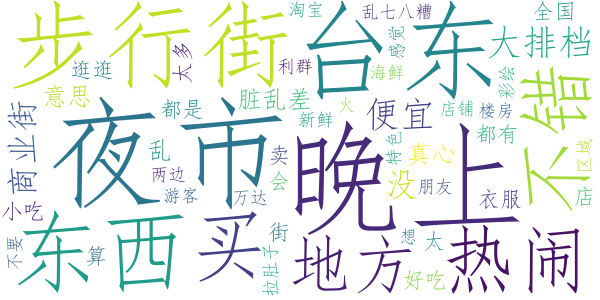 淘宝
乱七八糟
全国
步行街
台东
感觉
大排档
逛逛
太多
利群
海鲜
彩绘
意思
都是
脏乱差
火
店铺
楼房
不错
商业街
夜市
新鲜
便宜
特色
都有
乱
卖
晚上
真心
区域
两边
会
没
朋友
衣服
店
小吃
游客
万达
东西
买
街
地方
想
太
热闹
不要
算
拉肚子
好吃